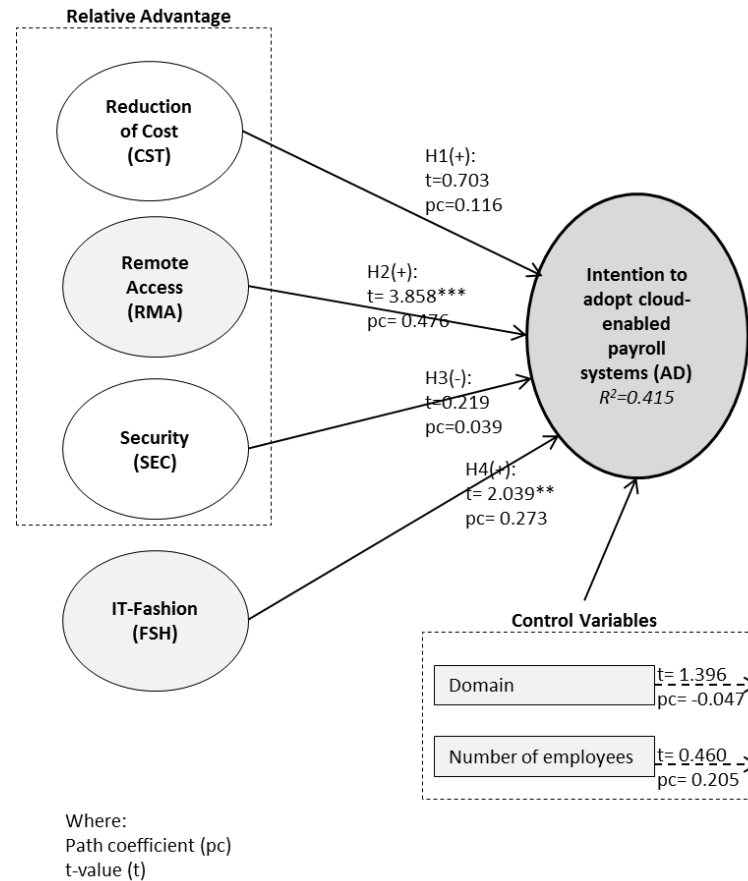 Relative Advantage
Reduction
of Cost
(CST)
H1(+):
t=0.703
pc=0.116
Remote
Access
(RMA)
H2(+):
t= 3.858***
pc= 0.476
Security
(SEC)
H3(-):
t=0.219
pc=0.039
IT-Fashion
(FSH)
H4(+):
t= 2.039**
pc= 0.273
Intention to
adopt cloud-
enabled
payroll
systems (AD)
R²=0.415
Control Variables
Domain
t= 1.396
pc= -0.047
Number of employees
t= 0.460
pc= 0.205
Where:
Path coefficient (pc)
t-value (t)